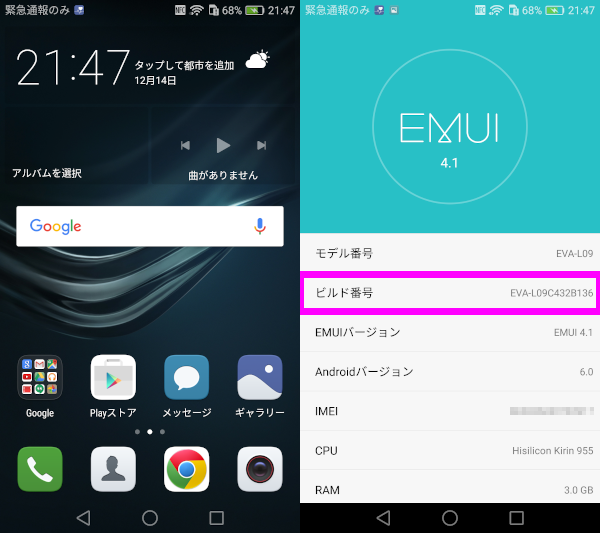 緊急通報のみ
68%
21:47
21:47
タップして都市を追加
12月14日
アルバムを選択
曲がありません
Google
Google
Playストア
メッセージ
ギャラリー
緊急通報のみ
68%
21:47
EMUI
4.1
モデル番号 EVA-L09
ビルド番号 EVA-L09C432B136
EMUIバージョン EMUI 4.1
Androidバージョン 6.0
IMEI
CPU Hisilicon Kirin 955
RAM 3.0 GB